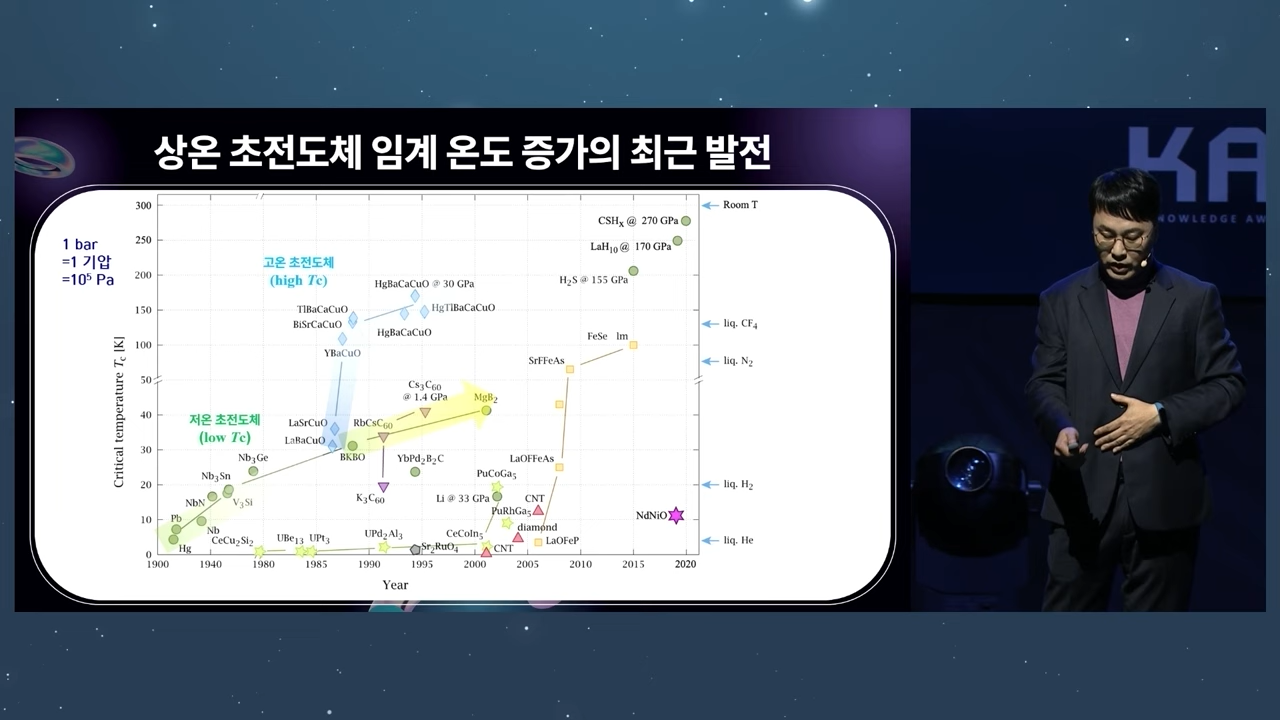 상온 초전도체 임계 온도 증가의 최근 발전
1 bar
=1 기압
=10⁵ Pa
고온 초전도체
(high Tc)
저온 초전도체
(low Tc)
Critical temperature Tc [K]
300
250
200
150
100
50
40
30
20
10
0
1900 1940 1980 1985 1990 1995 2000 2005 2010 2015 2020
Year
CSHx @ 270 GPa
LaH10 @ 170 GPa
H2S @ 155 GPa
HgBaCaCuO @ 30 GPa
TlBaCaCuO
HgTlBaCaCuO
BiSrCaCuO
HgBaCaCuO
YBaCuO
FeSe
SrFFeAs
Cs3C60
@ 1.4 GPa
MgB2
LaSrCuO
RbCsC60
LaBaCuO
BKBO
YbPd2B2C
LaOFFeAs
Nb3Ge
Nb3Sn
PuCoGa5
K3C60
Li @ 33 GPa
CNT
NbN
V3Si
PuRhGa5
NdNiO
Pb
Nb
diamond
CeCu2Si2
UBe13
UPt3
UPd2Al3
CeCoIn5
LaOFeP
Hg
Sr2RuO4
CNT
Room T
liq. CF4
liq. N2
liq. H2
liq. He
KA
NOWLEDGE AW